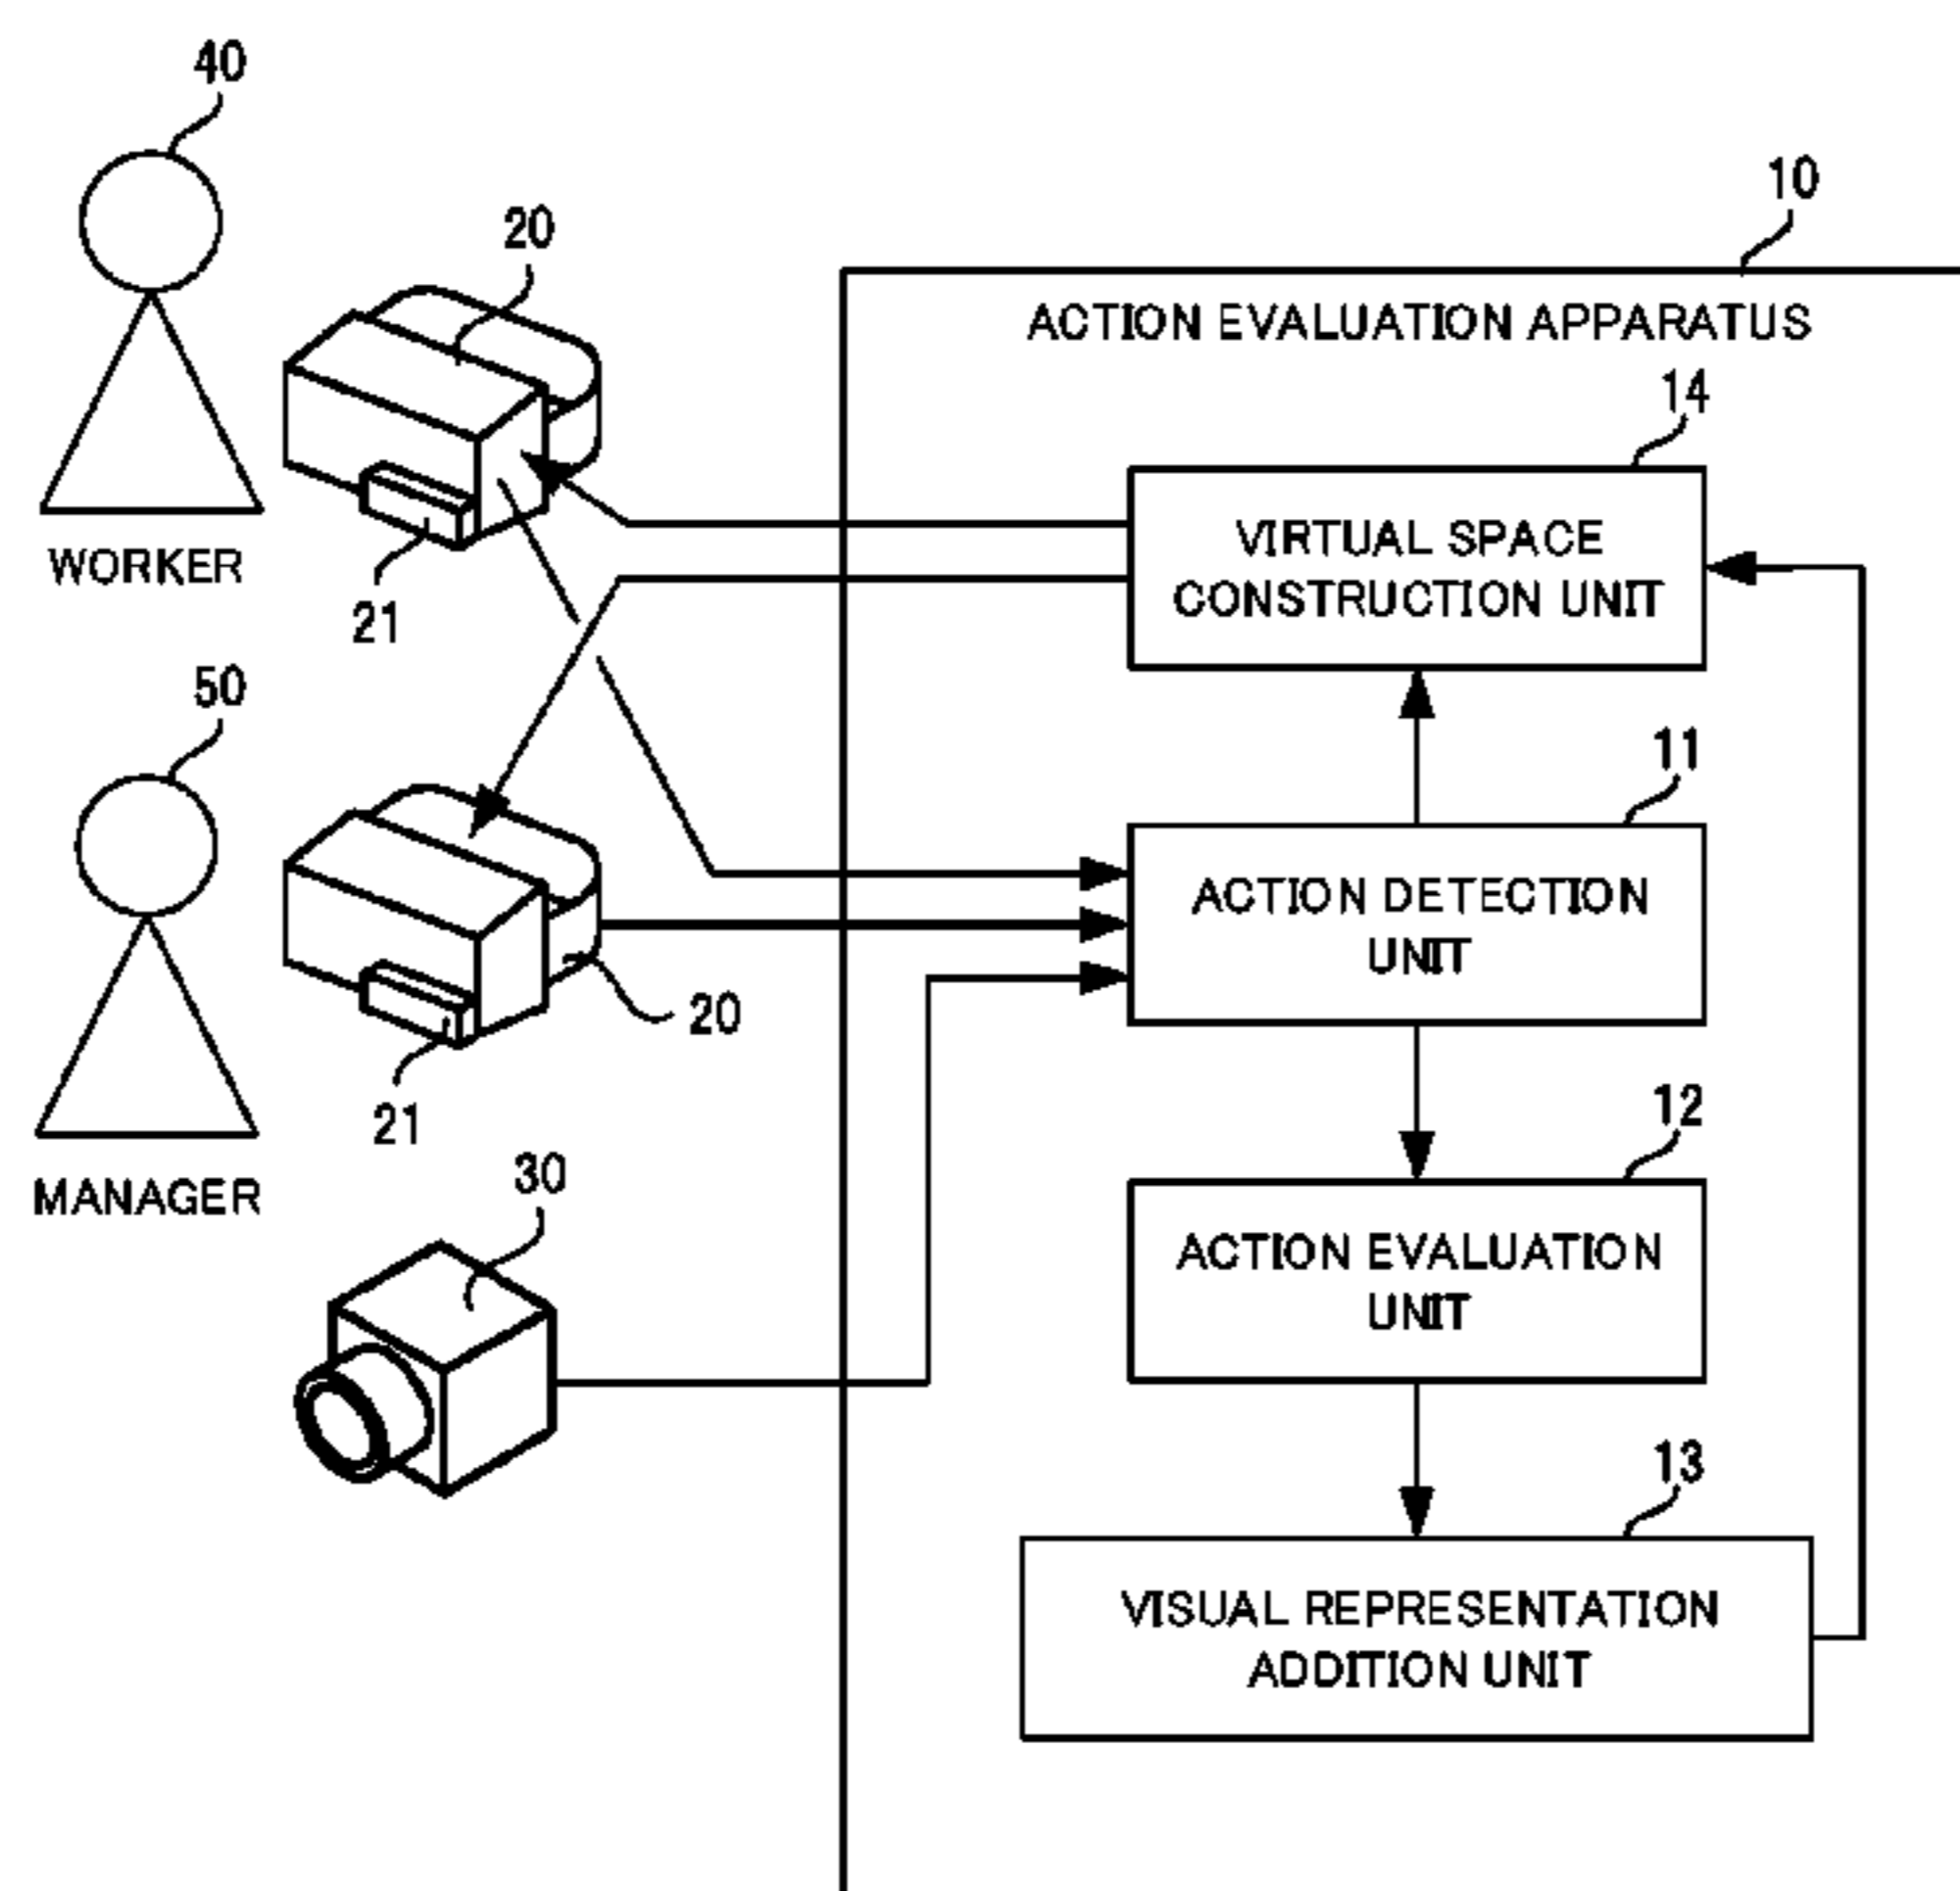 40
10
20
ACTION EVALUATION APPARATUS
14
VIRTUAL SPACE
CONSTRUCTION UNIT
WORKER
21
50
11
ACTION DETECTION
UNIT
20
21
12
MANAGER
30
ACTION EVALUATION
UNIT
13
VISUAL REPRESENTATION
ADDITION UNIT